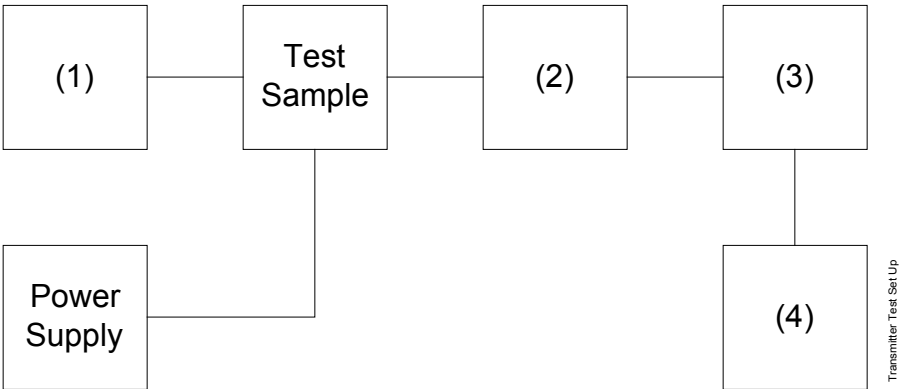 (1)
Test
Sample
(2)
(3)
Power
Supply
(4)
Transmitter Test Set Up